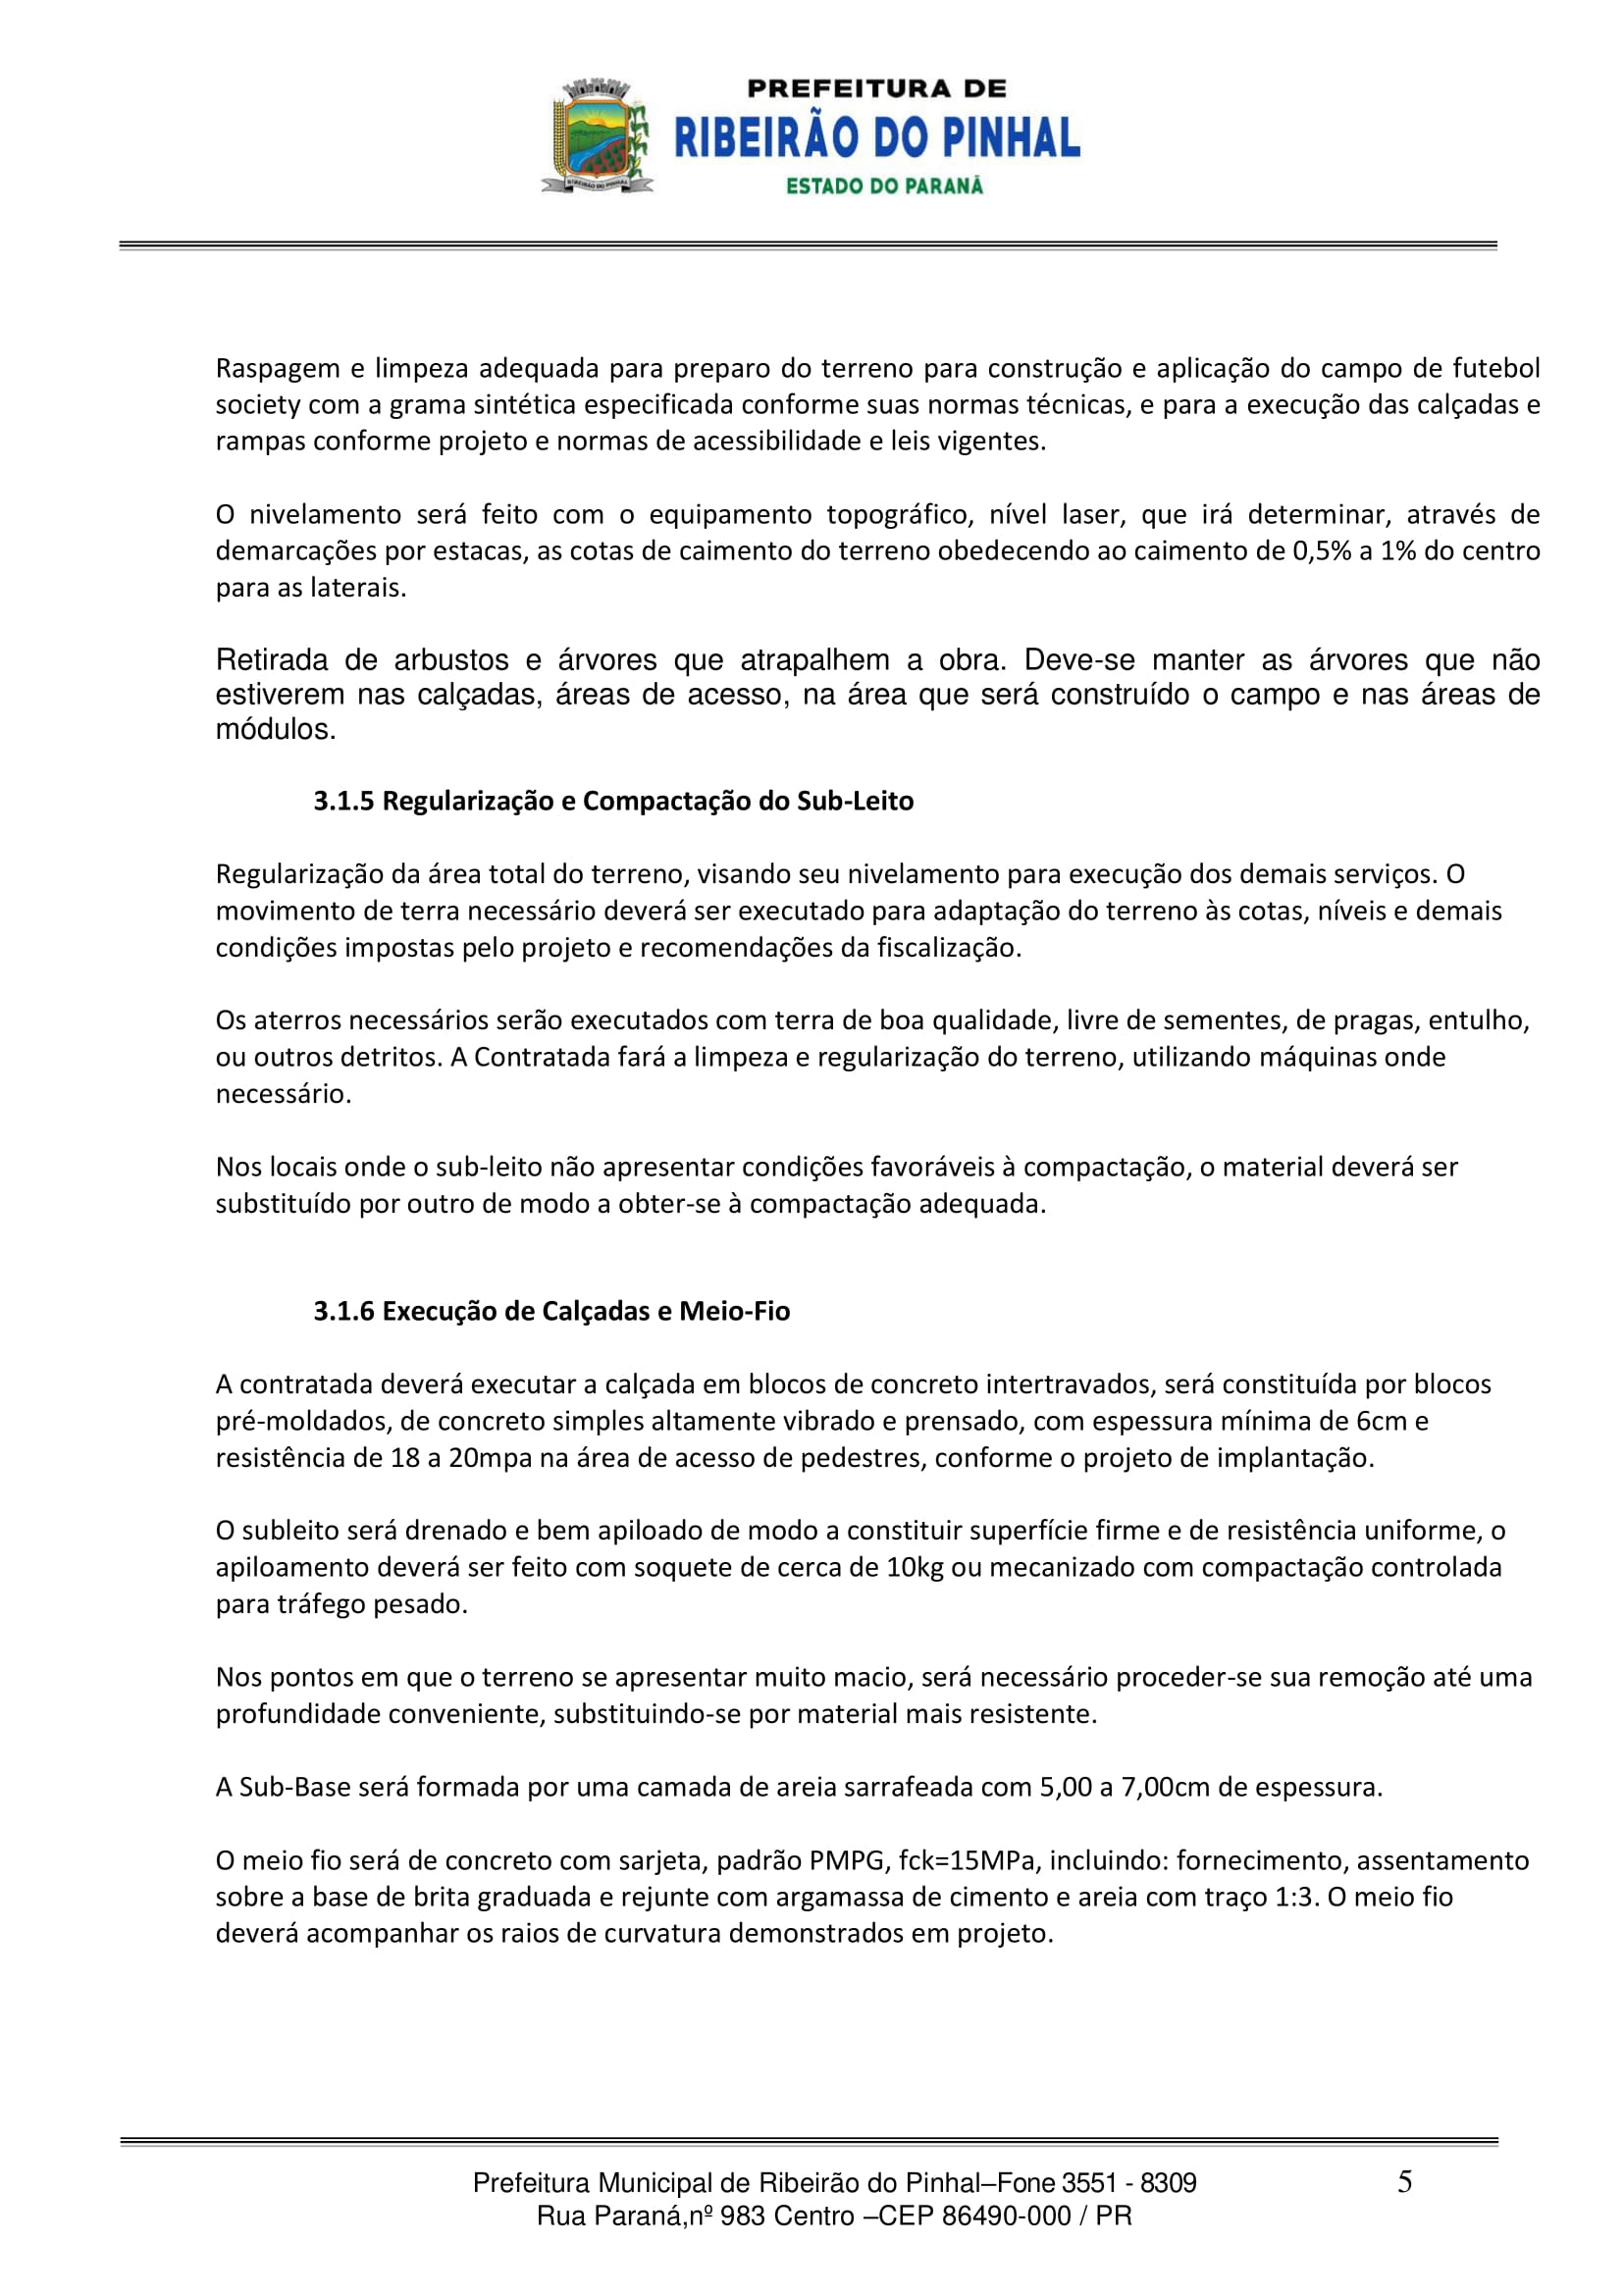 PREFEITURA DE
RIBEIRÃO DO PINHAL
ESTADO DO PARANÁ
RIBEIRÃO DO PINHAL
Raspagem e limpeza adequada para preparo do terreno para construção e aplicação do campo de futebol
society com a grama sintética especificada conforme suas normas técnicas, e para a execução das calçadas e
rampas conforme projeto e normas de acessibilidade e leis vigentes.
O nivelamento será feito com o equipamento topográfico, nível laser, que irá determinar, através de
demarcações por estacas, as cotas de caimento do terreno obedecendo ao caimento de 0,5% a 1% do centro
para as laterais.
Retirada de arbustos e árvores que atrapalhem a obra. Deve-se manter as árvores que não
estiverem nas calçadas, áreas de acesso, na área que será construído o campo e nas áreas de
módulos.
3.1.5 Regularização e Compactação do Sub-Leito
Regularização da área total do terreno, visando seu nivelamento para execução dos demais serviços. O
movimento de terra necessário deverá ser executado para adaptação do terreno às cotas, níveis e demais
condições impostas pelo projeto e recomendações da fiscalização.
Os aterros necessários serão executados com terra de boa qualidade, livre de sementes, de pragas, entulho,
ou outros detritos. A Contratada fará a limpeza e regularização do terreno, utilizando máquinas onde
necessário.
Nos locais onde o sub-leito não apresentar condições favoráveis à compactação, o material deverá ser
substituído por outro de modo a obter-se à compactação adequada.
3.1.6 Execução de Calçadas e Meio-Fio
A contratada deverá executar a calçada em blocos de concreto intertravados, será constituída por blocos
pré-moldados, de concreto simples altamente vibrado e prensado, com espessura mínima de 6cm e
resistência de 18 a 20mpa na área de acesso de pedestres, conforme o projeto de implantação.
O subleito será drenado e bem apiloado de modo a constituir superfície firme e de resistência uniforme, o
apiloamento deverá ser feito com soquete de cerca de 10kg ou mecanizado com compactação controlada
para tráfego pesado.
Nos pontos em que o terreno se apresentar muito macio, será necessário proceder-se sua remoção até uma
profundidade conveniente, substituindo-se por material mais resistente.
A Sub-Base será formada por uma camada de areia sarrafeada com 5,00 a 7,00cm de espessura.
O meio fio será de concreto com sarjeta, padrão PMPG, fck=15MPa, incluindo: fornecimento, assentamento
sobre a base de brita graduada e rejunte com argamassa de cimento e areia com traço 1:3. O meio fio
deverá acompanhar os raios de curvatura demonstrados em projeto.
Prefeitura Municipal de Ribeirão do Pinhal–Fone 3551 - 8309 5
Rua Paraná,nº 983 Centro –CEP 86490-000 / PR